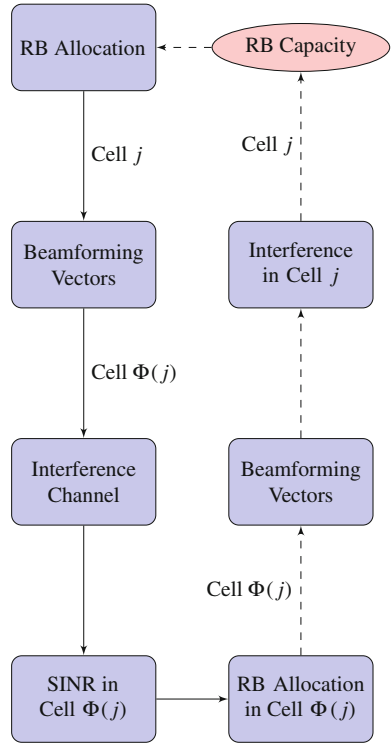 RB Allocation
RB Capacity
Cell j
Cell j
Beamforming
Vectors
Interference
in Cell j
Cell Φ(j)
Interference
Channel
Beamforming
Vectors
Cell Φ(j)
SINR in
Cell Φ(j)
RB Allocation
in Cell Φ(j)